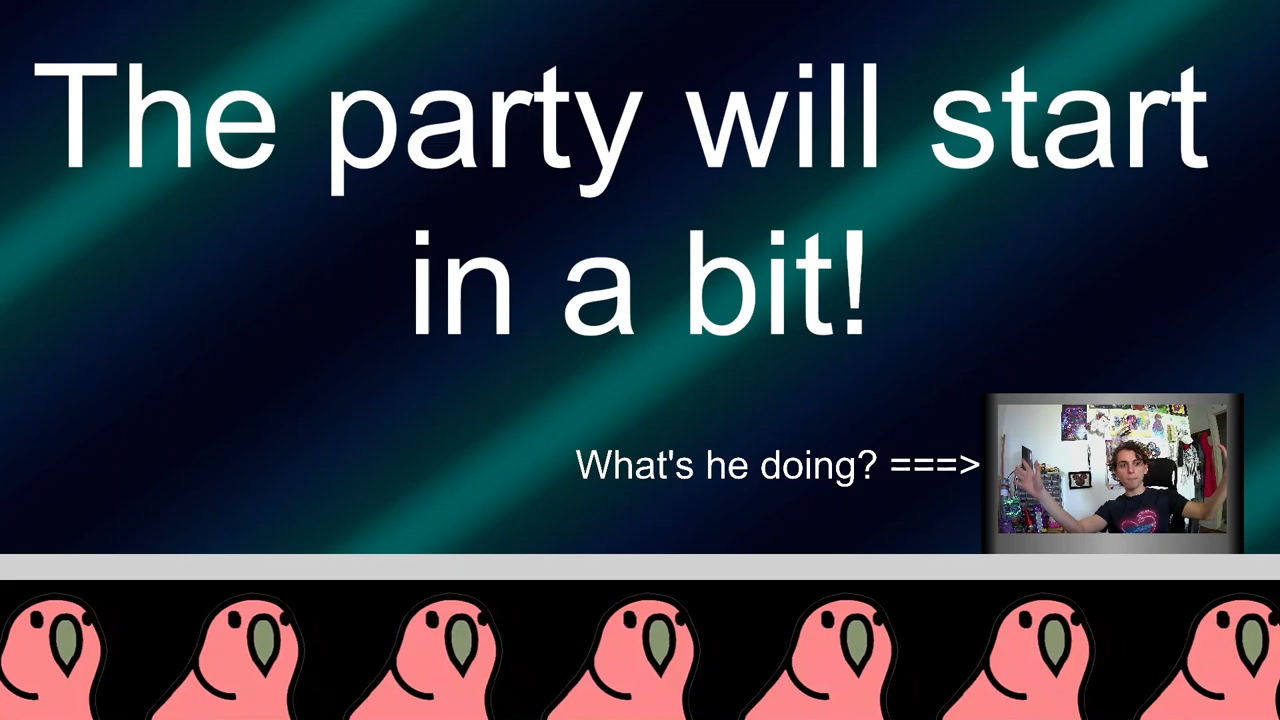 The party will start
in a bit!
What's he doing? ===>